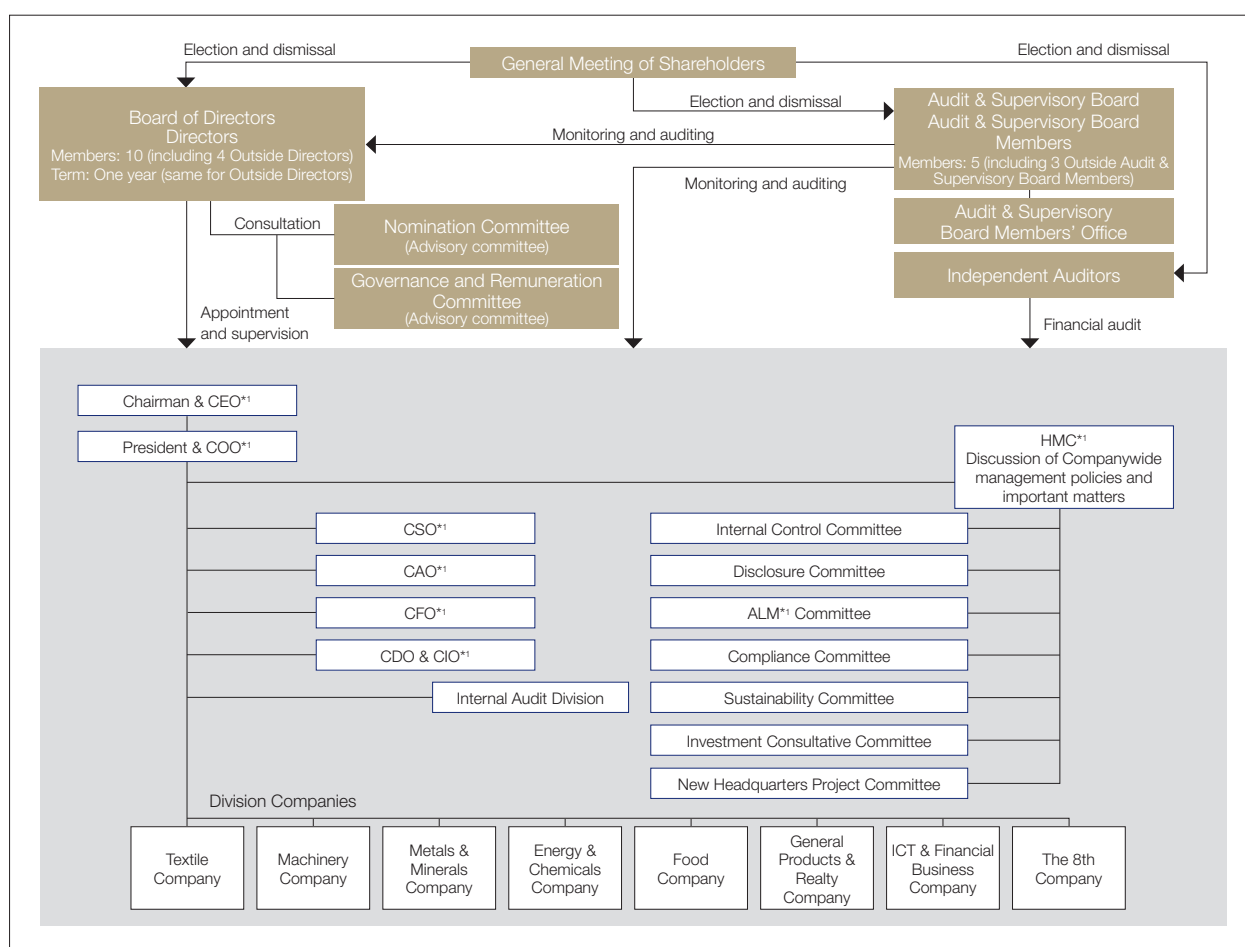 Election and dismissal
General Meeting of Shareholders
Election and dismissal
Election and dismissal
Board of Directors
Directors
Members: 10 (including 4 Outside Directors)
Term: One year (same for Outside Directors)
Monitoring and auditing
Audit & Supervisory Board
Audit & Supervisory Board
Members
Members: 5 (including 3 Outside Audit &
Supervisory Board Members)
Monitoring and auditing
Audit & Supervisory
Board Members' Office
Consultation
Nomination Committee
(Advisory committee)
Governance and Remuneration
Committee
(Advisory committee)
Independent Auditors
Appointment
and supervision
Financial audit
Chairman & CEO*1
President & COO*1
HMC*1
Discussion of Companywide
management policies and
important matters
CSO*1
CAO*1
CFO*1
CDO & CIO*1
Internal Audit Division
Internal Control Committee
Disclosure Committee
ALM*1 Committee
Compliance Committee
Sustainability Committee
Investment Consultative Committee
New Headquarters Project Committee
Division Companies
Textile
Company
Machinery
Company
Metals &
Minerals
Company
Energy &
Chemicals
Company
Food
Company
General
Products &
Realty
Company
ICT & Financial
Business
Company
The 8th
Company